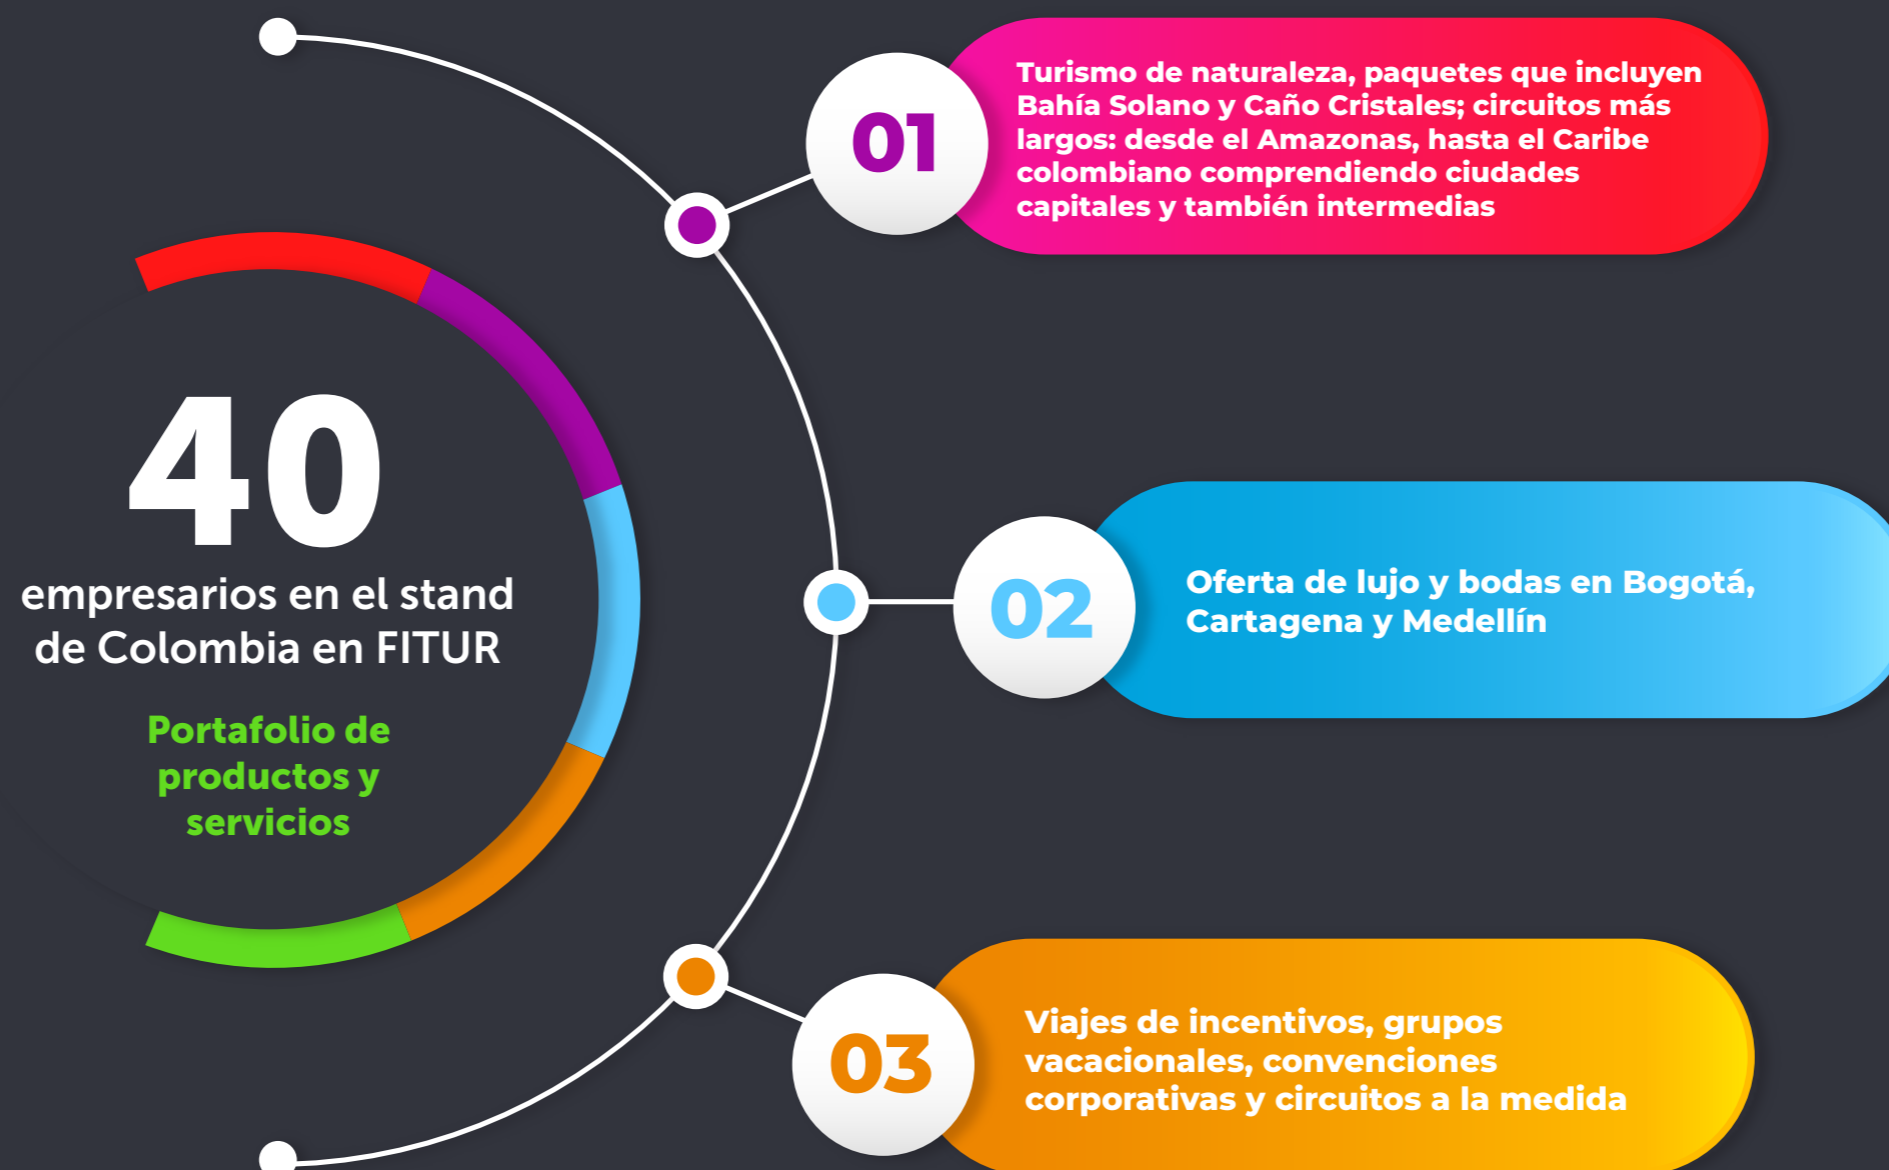 40
empresarios en el stand
de Colombia en FITUR
Portafolio de
productos y
servicios
01
Turismo de naturaleza, paquetes que incluyen
Bahía Solano y Caño Cristales; circuitos más
largos: desde el Amazonas, hasta el Caribe
colombiano comprendiendo ciudades
capitales y también intermedias
02
Oferta de lujo y bodas en Bogotá,
Cartagena y Medellín
03
Viajes de incentivos, grupos
vacacionales, convenciones
corporativas y circuitos a la medida